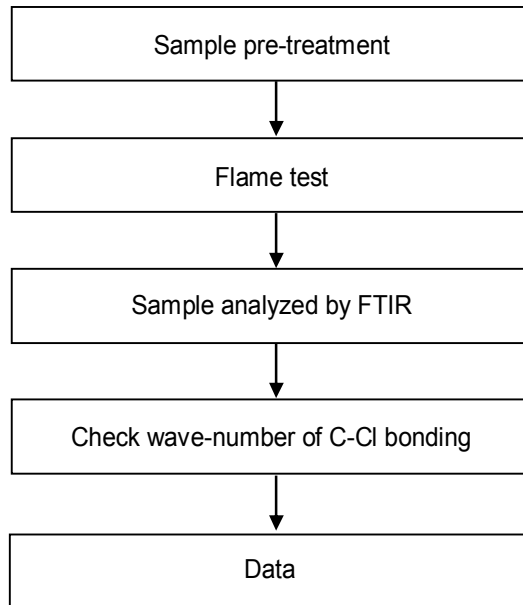 Sample pre-treatment
Flame test
Sample analyzed by FTIR
Check wave-number of C-Cl bonding
Data